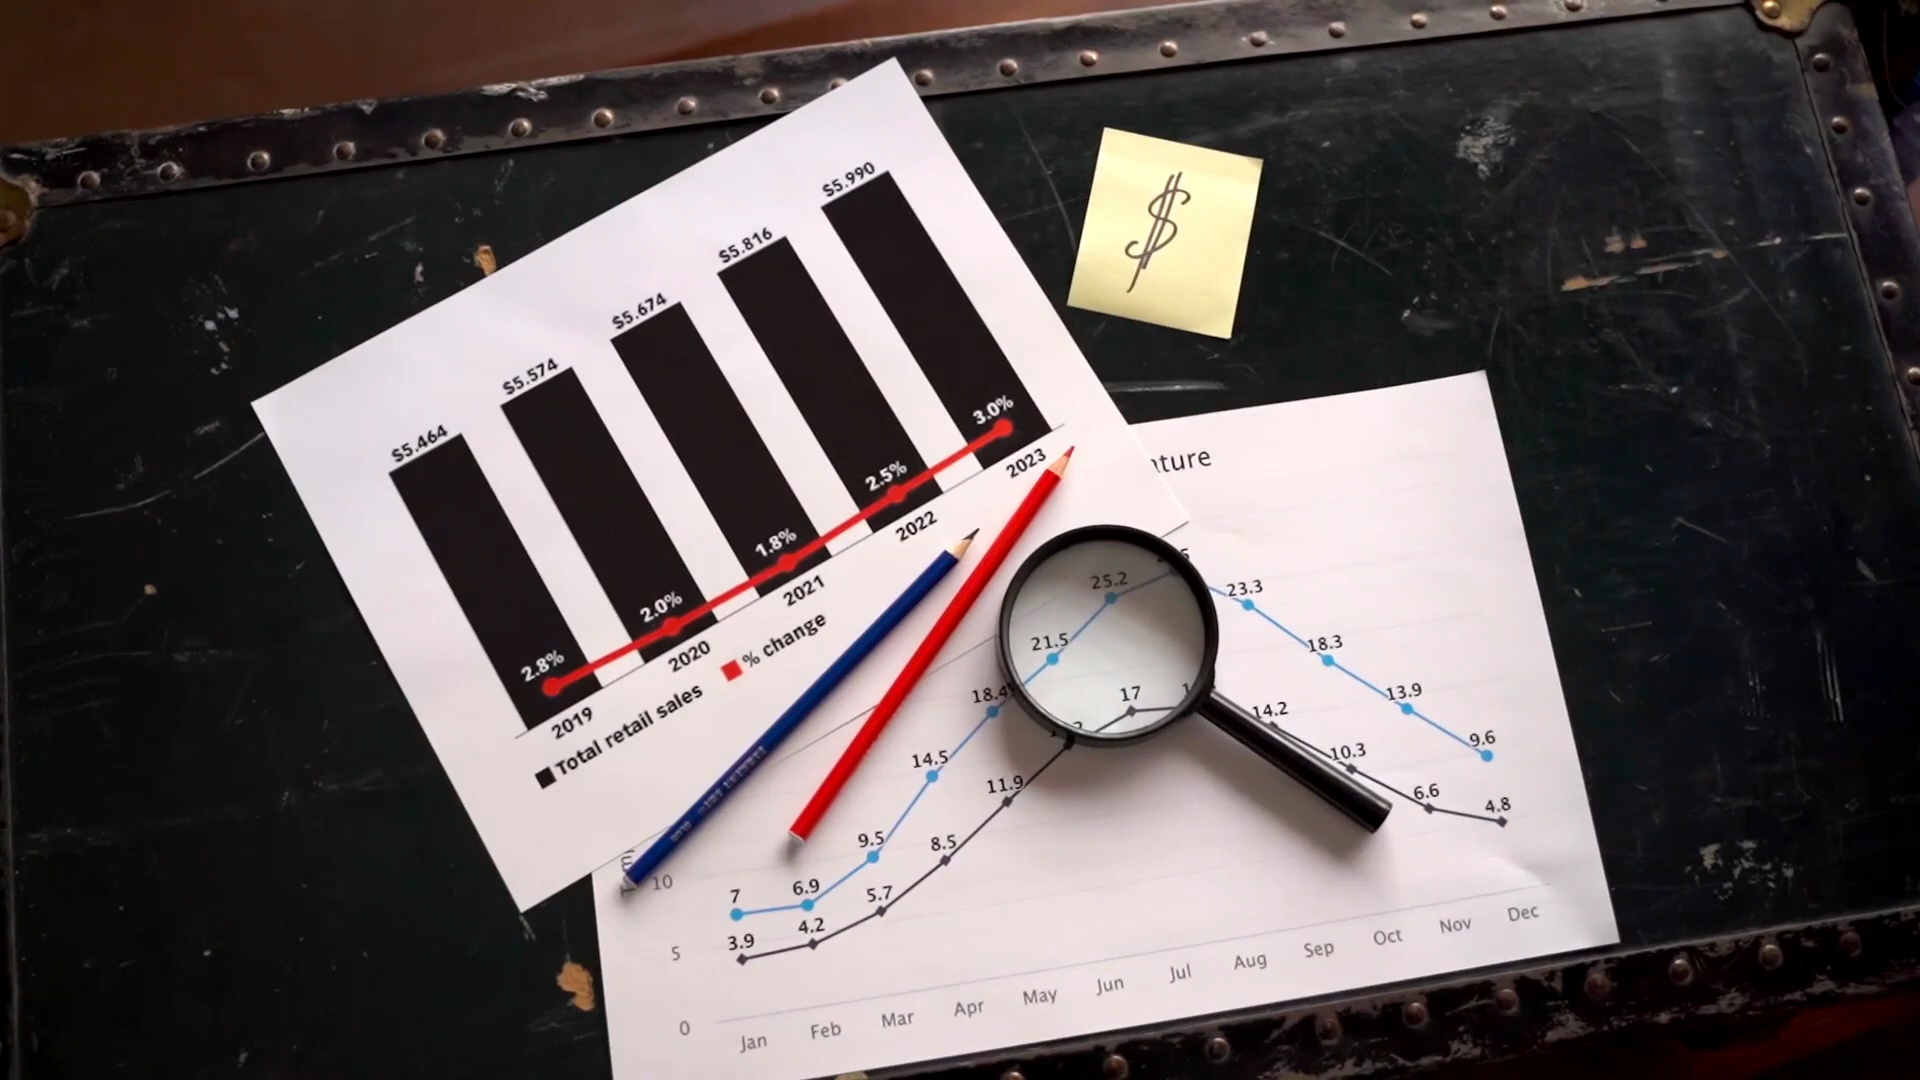 $5.464 $5.574 $5.674 $5.816 $5.990
2.8% 2.0% 1.8% 2.5% 3.0%
2019 2020 2021 2022 2023
Total retail sales % change
$
ature
25.2 23.3
21.5 18.3
18.4 17 14.2 13.9
14.5 11.9 10.3 9.6
9.5 8.5 6.6 4.8
7 6.9 5.7
3.9 4.2
10
5
0
Jan Feb Mar Apr May Jun Jul Aug Sep Oct Nov Dec